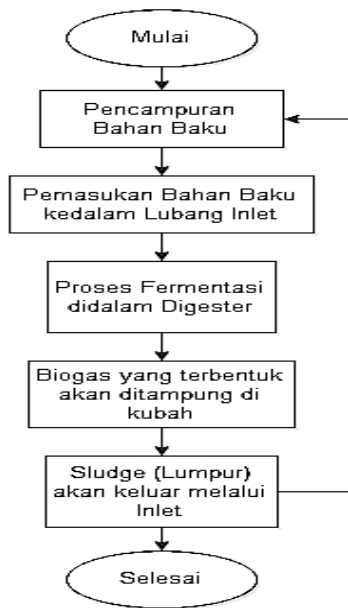 Mulai
Pencampuran
Bahan Baku
Pemasukan Bahan Baku
kedalam Lubang Inlet
Proses Fermentasi
didalam Digester
Biogas yang terbentuk
akan ditampung di
kubah
Sludge (Lumpur)
akan keluar melalui
Inlet
Selesai